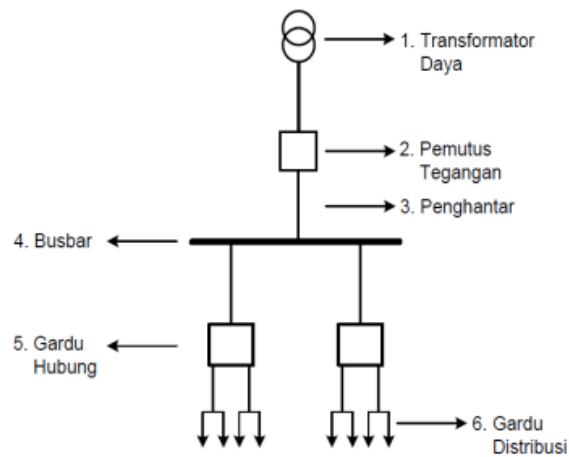 1. Transformator
Daya
2. Pemutus
Tegangan
3. Penghantar
4. Busbar
5. Gardu
Hubung
6. Gardu
Distribusi